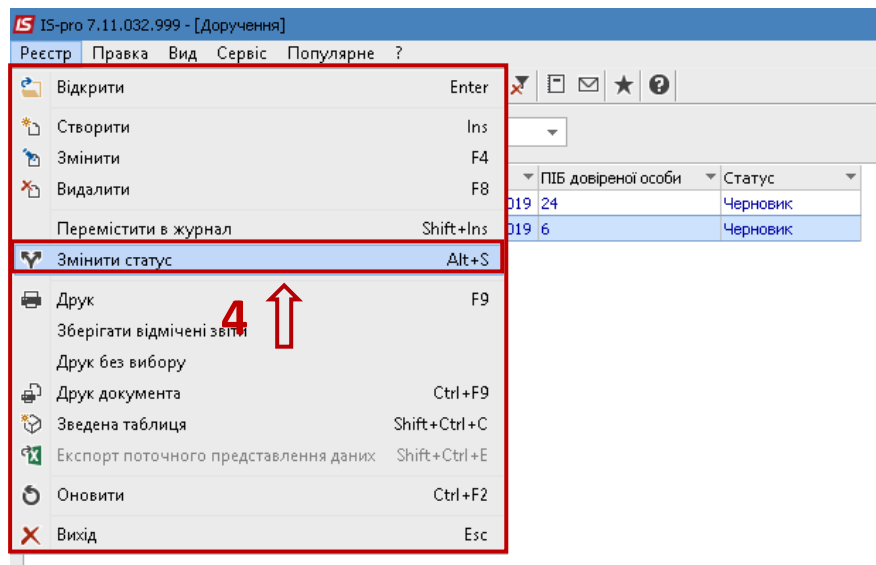 IS-pro 7.11.032.999 - [Доручення]
Реєстр Правка Вид Сервіс Популярне ?
Відкрити Enter
Створити Ins
Змінити F4
Видалити F8
Перемістити в журнал Shift+Ins
Змінити статус Alt+S
Друк F9
Зберігати відмічені звіти
Друк без вибору
Друк документа Ctrl+F9
Зведена таблиця Shift+Ctrl+C
Експорт поточного представлення даних Shift+Ctrl+E
Оновити Ctrl+F2
Вихід Esc
4
ПІБ довіреної особи Статус
019 24 Черновик
019 6 Черновик